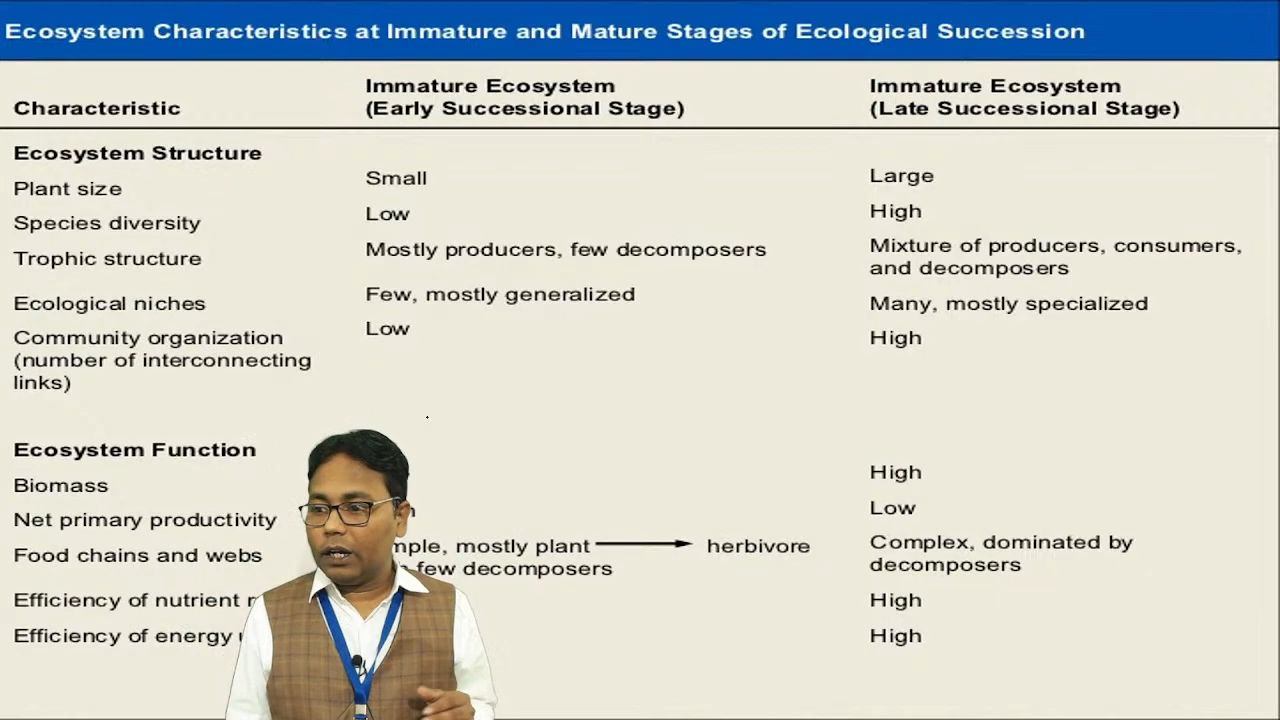 Ecosystem Characteristics at Immature and Mature Stages of Ecological Succession
Characteristic
Immature Ecosystem
(Early Successional Stage)
Immature Ecosystem
(Late Successional Stage)
Ecosystem Structure
Plant size
Small
Large
Species diversity
Low
High
Trophic structure
Mostly producers, few decomposers
Mixture of producers, consumers,
and decomposers
Ecological niches
Few, mostly generalized
Many, mostly specialized
Community organization
(number of interconnecting
links)
Low
High
Ecosystem Function
Biomass
High
Net primary productivity
Low
Food chains and webs
mostly plant herbivore
few decomposers
Complex, dominated by
decomposers
Efficiency of nutrient
High
Efficiency of energy
High